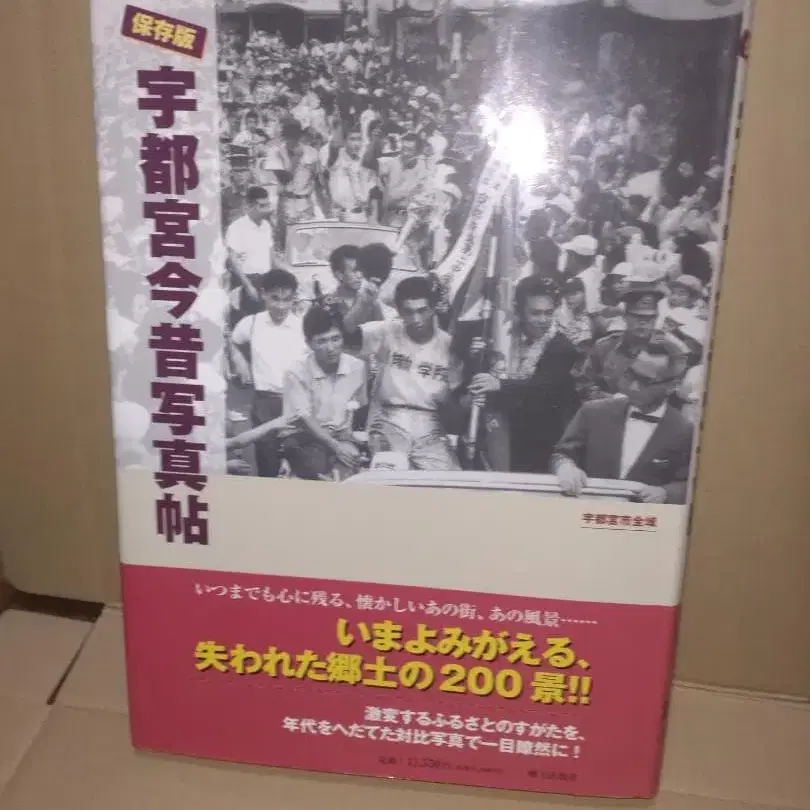 保存版
宇都宮今昔写真帖
学院
宇都宮市全域
いつまでも心に残る、懐かしいあの街、あの風景……
いまよみがえる、
失われた郷土の200景!!
激変するふるさとのすがたを、
年代をへだてた対比写真で一目瞭然に!